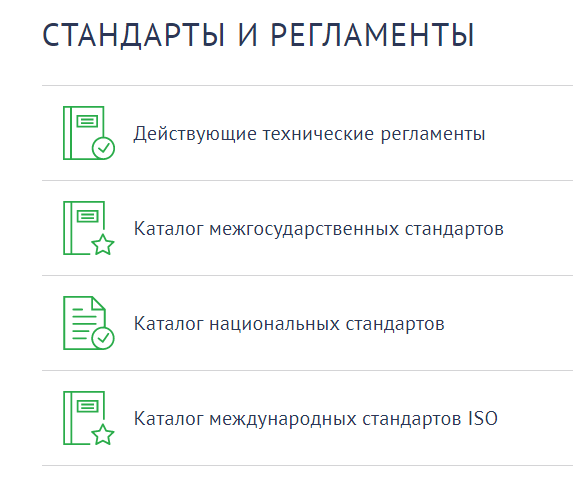 СТАНДАРТЫ И РЕГЛАМЕНТЫ
Действующие технические регламенты
Каталог межгосударственных стандартов
Каталог национальных стандартов
Каталог международных стандартов ISO